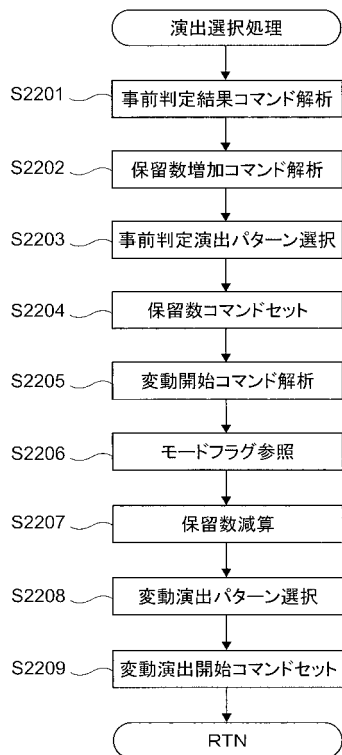 演出選択処理
S2201
事前判定結果コマンド解析
S2202
保留数増加コマンド解析
S2203
事前判定演出パターン選択
S2204
保留数コマンドセット
S2205
変動開始コマンド解析
S2206
モードフラグ参照
S2207
保留数減算
S2208
変動演出パターン選択
S2209
変動演出開始コマンドセット
RTN